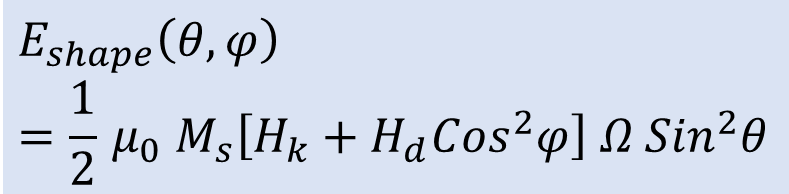 E_shape(θ, φ)
= 1/2 μ₀ M_s[H_k + H_d Cos²φ] Ω Sin²θ